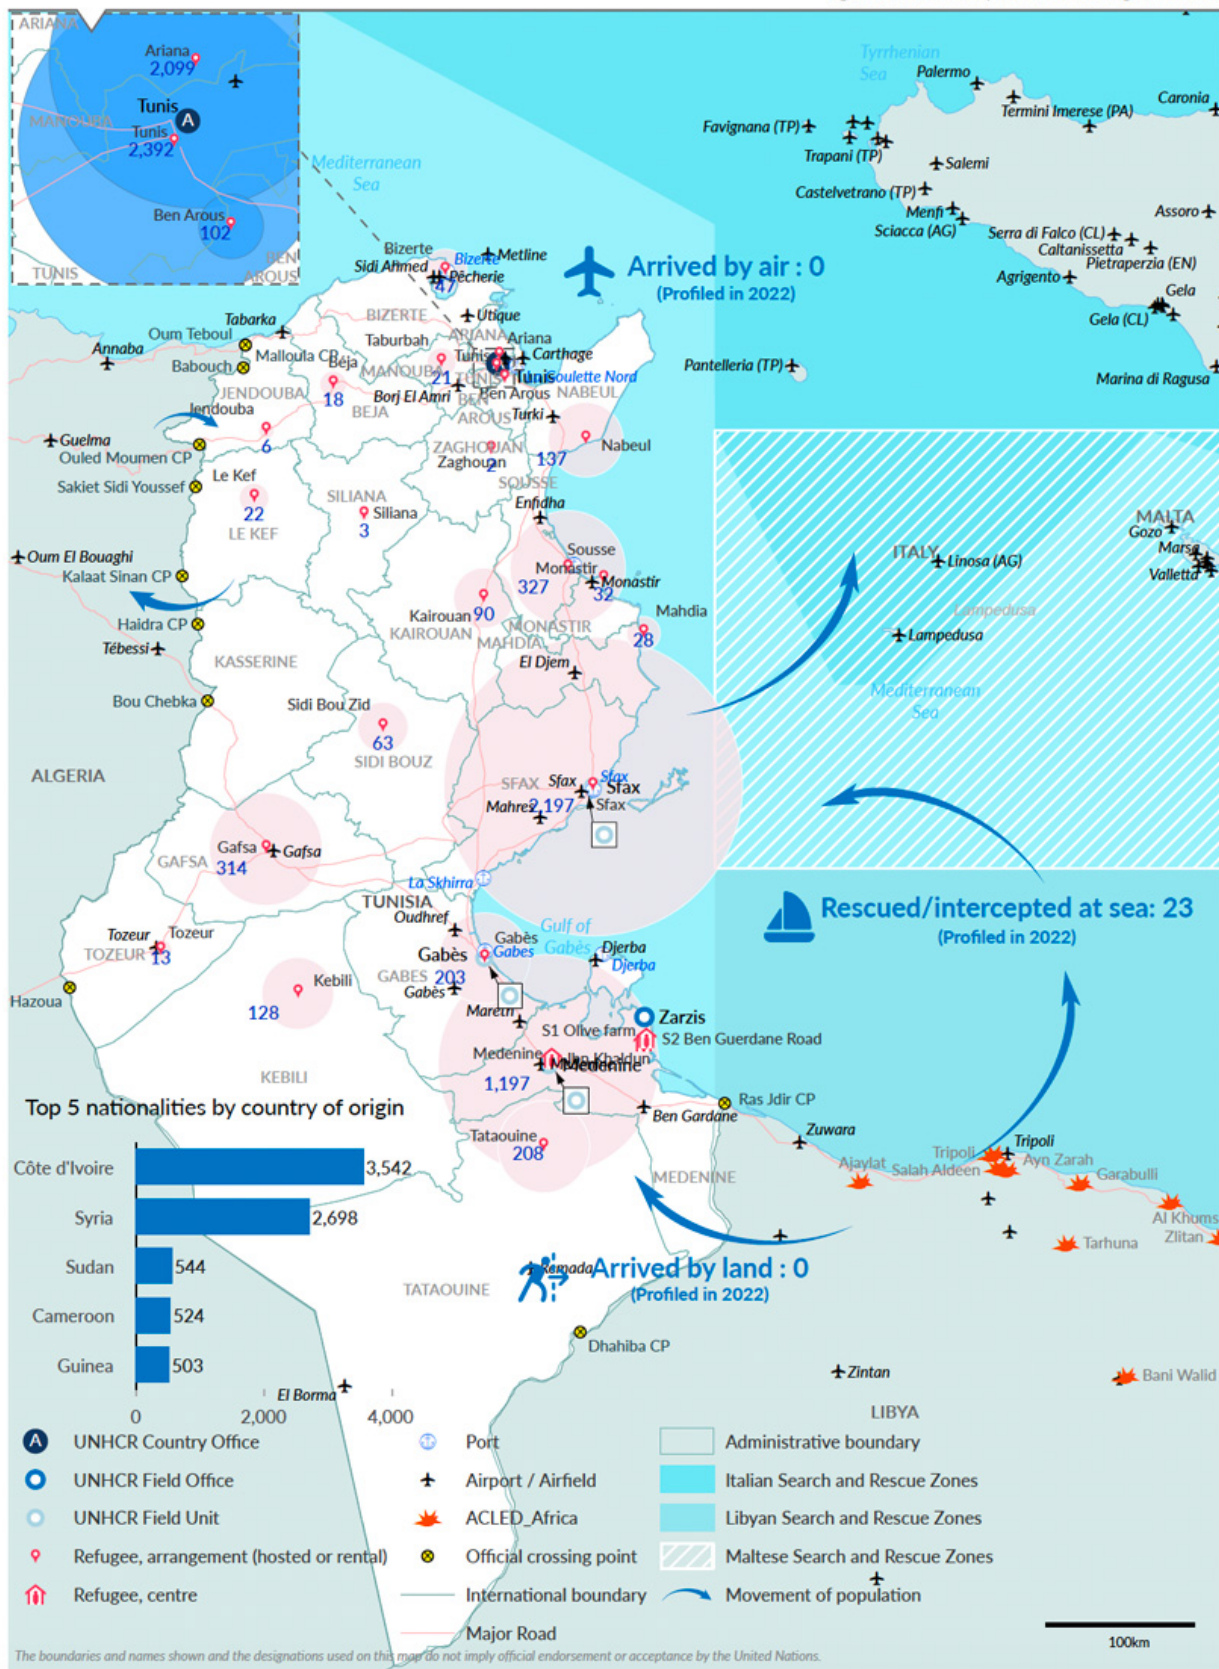 ARIANA
Ariana
2,099
Tunis
MANOUBA
Tunis
2,392
Ben Arous
102
TUNIS
BEN
AROUS
Mediterranean
Sea
Tyrrhenian
Sea
Palermo
Termini Imerese (PA)
Caronia
Favignana (TP)
Trapani (TP)
Salemi
Castelvetrano (TP)
Menfi
Sciacca (AG)
Assoro
Serra di Falco (CL)
Caltanissetta
Pietraperzia (EN)
Agrigento
Gela
Gela (CL)
Pantelleria (TP)
Marina di Ragusa
Arrived by air : 0
(Profiled in 2022)
Bizerte
Bizerte
Metline
Sidi Ahmed
Pêcherie
47
Utique
BIZERTE
Tabarka
Oum Teboul
Annaba
Malloula CP
Babouch
Taburbah
ARIANA
Ariana
Tunis
Carthage
Béja
MANOUBA
21
TUNIS
Tunis
Goulette Nord
Ben Arous
NABEUL
JENDOUBA
18
BEJA
Borj El Amri
BEN
AROUS
Turki
Jendouba
Guelma
6
Ouled Moumen CP
ZAGHOUAN
2
Zaghouan
137
Nabeul
Sakiet Sidi Youssef
Le Kef
22
LE KEF
SILIANA
Siliana
3
SOUSSE
Enfidha
MALTA
Gozo
Marsa
Valletta
ITALY
Linosa (AG)
Oum El Bouaghi
Kalaat Sinan CP
Sousse
Monastir
327
Monastir
32
Haidra CP
Kairouan
90
KAIROUAN
MONASTIR
MAHDIA
Mahdia
28
Lampedusa
Lampedusa
Tébessi
KASSERINE
El Djem
Mediterranean
Sea
Bou Chebka
Sidi Bou Zid
63
SIDI BOUZ
ALGERIA
SFAX
Sfax
Sfax
Sfax
2,197
Sfax
Mahres
Gafsa
Gafsa
GAFSA
314
La Skhirra
TUNISIA
Oudhref
Rescued/intercepted at sea: 23
(Profiled in 2022)
Gulf of
Gabès
Tozeur
Tozeur
TOZEUR
13
Gabès
Gabès
Gabes
GABES
203
Gabès
Djerba
Djerba
Hazoua
Kebili
128
Mareth
Zarzis
S1 Olive farm
S2 Ben Guerdane Road
Medenine
Ibn Khaldun
Medenine
1,197
KEBILI
Ras Jdir CP
Ben Gardane
Zuwara
Tataouine
208
MEDENINE
Ajaylat
Tripoli
Tripoli
Salah Aldeen
Ayn Zarah
Garabulli
Al Khums
Zlitan
Tarhuna
Top 5 nationalities by country of origin
Côte d'Ivoire
3,542
Syria
2,698
Sudan
544
Cameroon
524
Guinea
503
0
2,000
4,000
Remada
Arrived by land : 0
(Profiled in 2022)
TATAOUINE
Dhahiba CP
El Borma
Zintan
Bani Walid
LIBYA
A UNHCR Country Office
UNHCR Field Office
UNHCR Field Unit
Refugee, arrangement (hosted or rental)
Refugee, centre
Port
Airport / Airfield
ACLED_Africa
Official crossing point
International boundary
Major Road
Administrative boundary
Italian Search and Rescue Zones
Libyan Search and Rescue Zones
Maltese Search and Rescue Zones
Movement of population
100km
The boundaries and names shown and the designations used on this map do not imply official endorsement or acceptance by the United Nations.